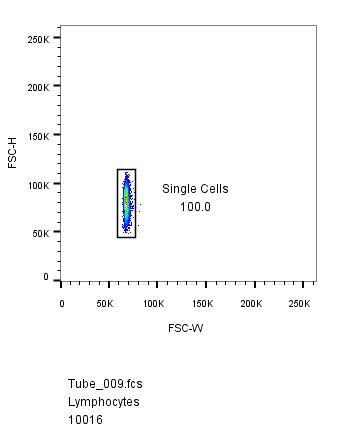 250K
200K
150K
100K
50K
0
FSC-H
Single Cells
100.0
0
50K
100K
150K
200K
250K
FSC-W
Tube_009.fcs
Lymphocytes
10016